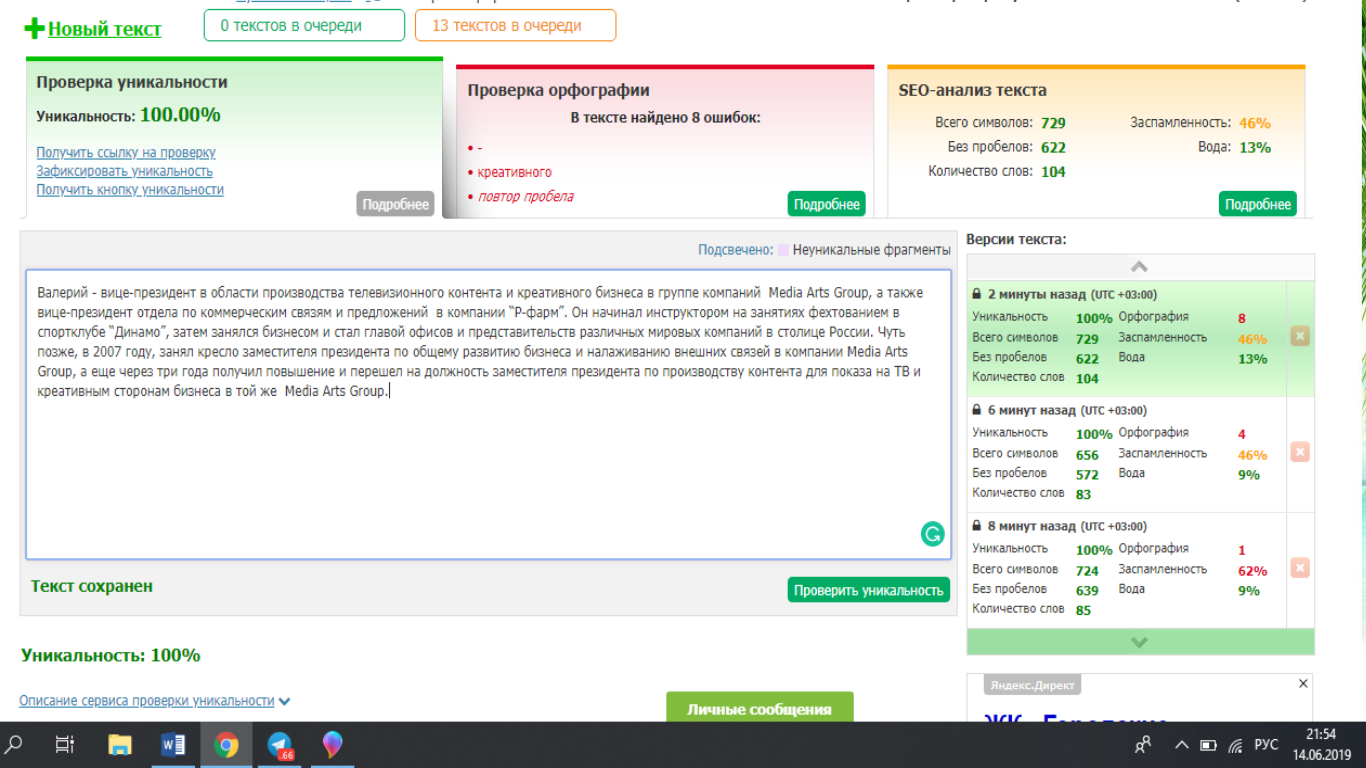 Новый текст
0 текстов в очереди
13 текстов в очереди
Проверка уникальности
Уникальность: 100.00%
Получить ссылку на проверку
Зафиксировать уникальность
Получить кнопку уникальности
Подробнее
Проверка орфографии
В тексте найдено 8 ошибок:
• -
• креативного
• повтор пробела
Подробнее
SEO-анализ текста
Всего символов: 729 Заспамленность: 46%
Без пробелов: 622 Вода: 13%
Количество слов: 104
Подробнее
Подсвечено: Неуникальные фрагменты
Валерий - вице-президент в области производства телевизионного контента и креативного бизнеса в группе компаний  Media Arts Group, а также
вице-президент отдела по коммерческим связям и предложений  в компании “Р-фарм”. Он начинал инструктором на занятиях фехтованием в
спортклубе “Динамо”, затем занялся бизнесом и стал главой офисов и представительств различных мировых компаний в столице России. Чуть
позже, в 2007 году, занял кресло заместителя президента по общему развитию бизнеса и налаживанию внешних связей в компании Media Arts
Group, а еще через три года получил повышение и перешел на должность заместителя президента по производству контента для показа на ТВ и
креативным сторонам бизнеса в той же  Media Arts Group.
Текст сохранен
Проверить уникальность
Версии текста:
2 минуты назад (UTC +03:00)
Уникальность 100% Орфография 8
Всего символов 729 Заспамленность 46%
Без пробелов 622 Вода 13%
Количество слов 104
6 минут назад (UTC +03:00)
Уникальность 100% Орфография 4
Всего символов 656 Заспамленность 46%
Без пробелов 572 Вода 9%
Количество слов 83
8 минут назад (UTC +03:00)
Уникальность 100% Орфография 1
Всего символов 724 Заспамленность 62%
Без пробелов 639 Вода 9%
Количество слов 85
Уникальность: 100%
Описание сервиса проверки уникальности
Личные сообщения
Яндекс.Директ
.66
РУС
21:54
14.06.2019